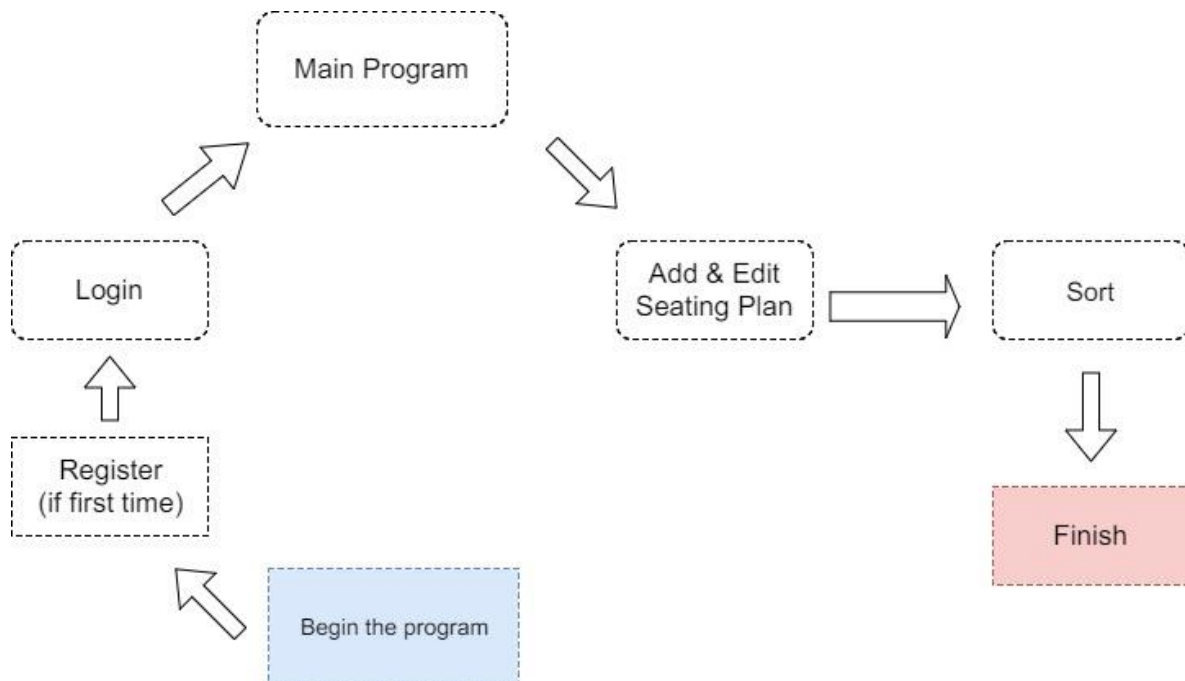 Main Program
Login
Add & Edit
Seating Plan
Sort
Register
(if first time)
Finish
Begin the program